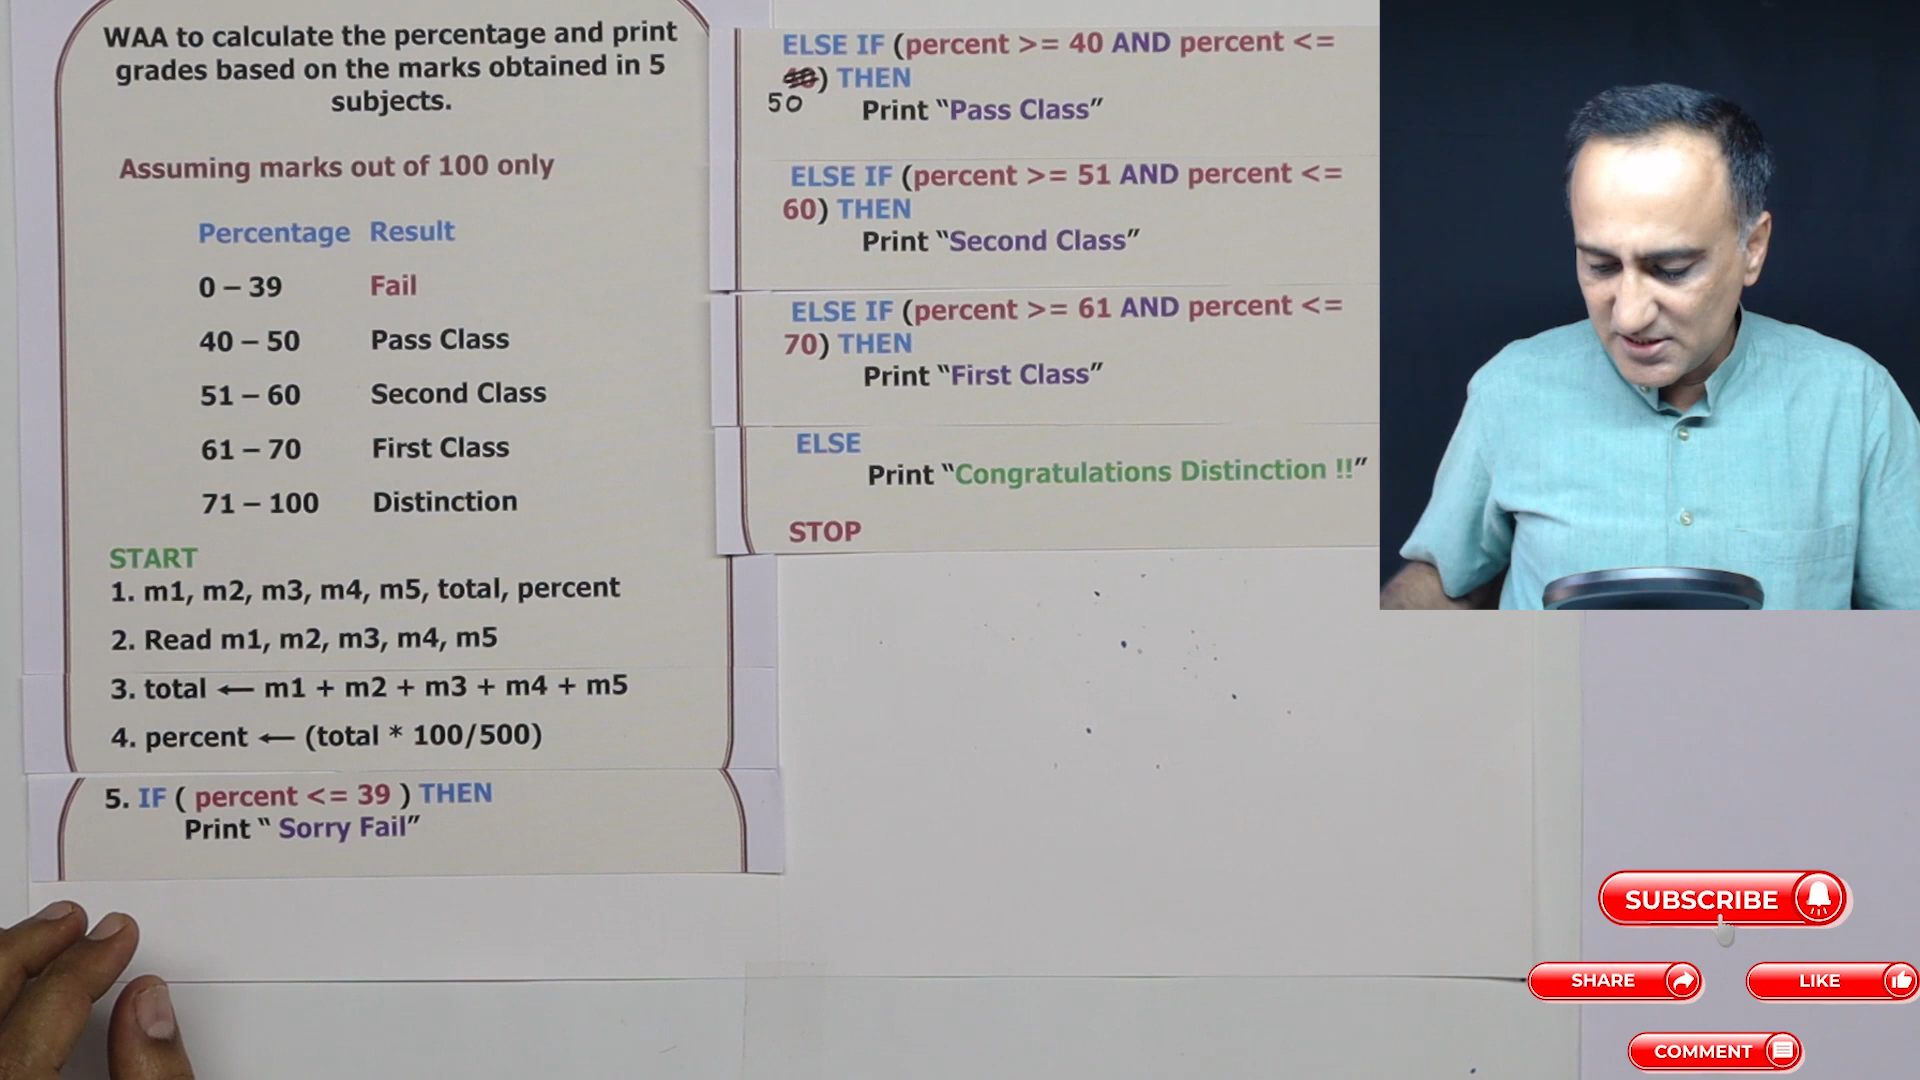 WAA to calculate the percentage and print
grades based on the marks obtained in 5
subjects.
Assuming marks out of 100 only
Percentage Result
0 – 39 Fail
40 – 50 Pass Class
51 – 60 Second Class
61 – 70 First Class
71 – 100 Distinction
START
1. m1, m2, m3, m4, m5, total, percent
2. Read m1, m2, m3, m4, m5
3. total ← m1 + m2 + m3 + m4 + m5
4. percent ← (total * 100/500)
5. IF ( percent <= 39 ) THEN
Print “ Sorry Fail”
ELSE IF (percent >= 40 AND percent <=
) THEN
50
Print “Pass Class”
ELSE IF (percent >= 51 AND percent <=
60) THEN
Print “Second Class”
ELSE IF (percent >= 61 AND percent <=
70) THEN
Print “First Class”
ELSE
Print “Congratulations Distinction !!”
STOP
SUBSCRIBE
SHARE
LIKE
COMMENT